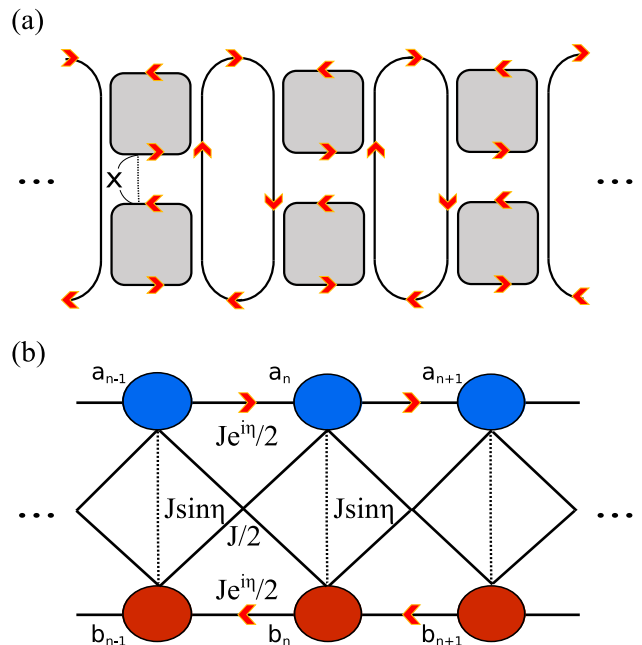 (a)
... x ...
(b)
a_{n-1} a_n a_{n+1}
Je^{iη}/2
... Jsinη Jsinη ...
J/2
Je^{iη}/2
b_{n-1} b_n b_{n+1}